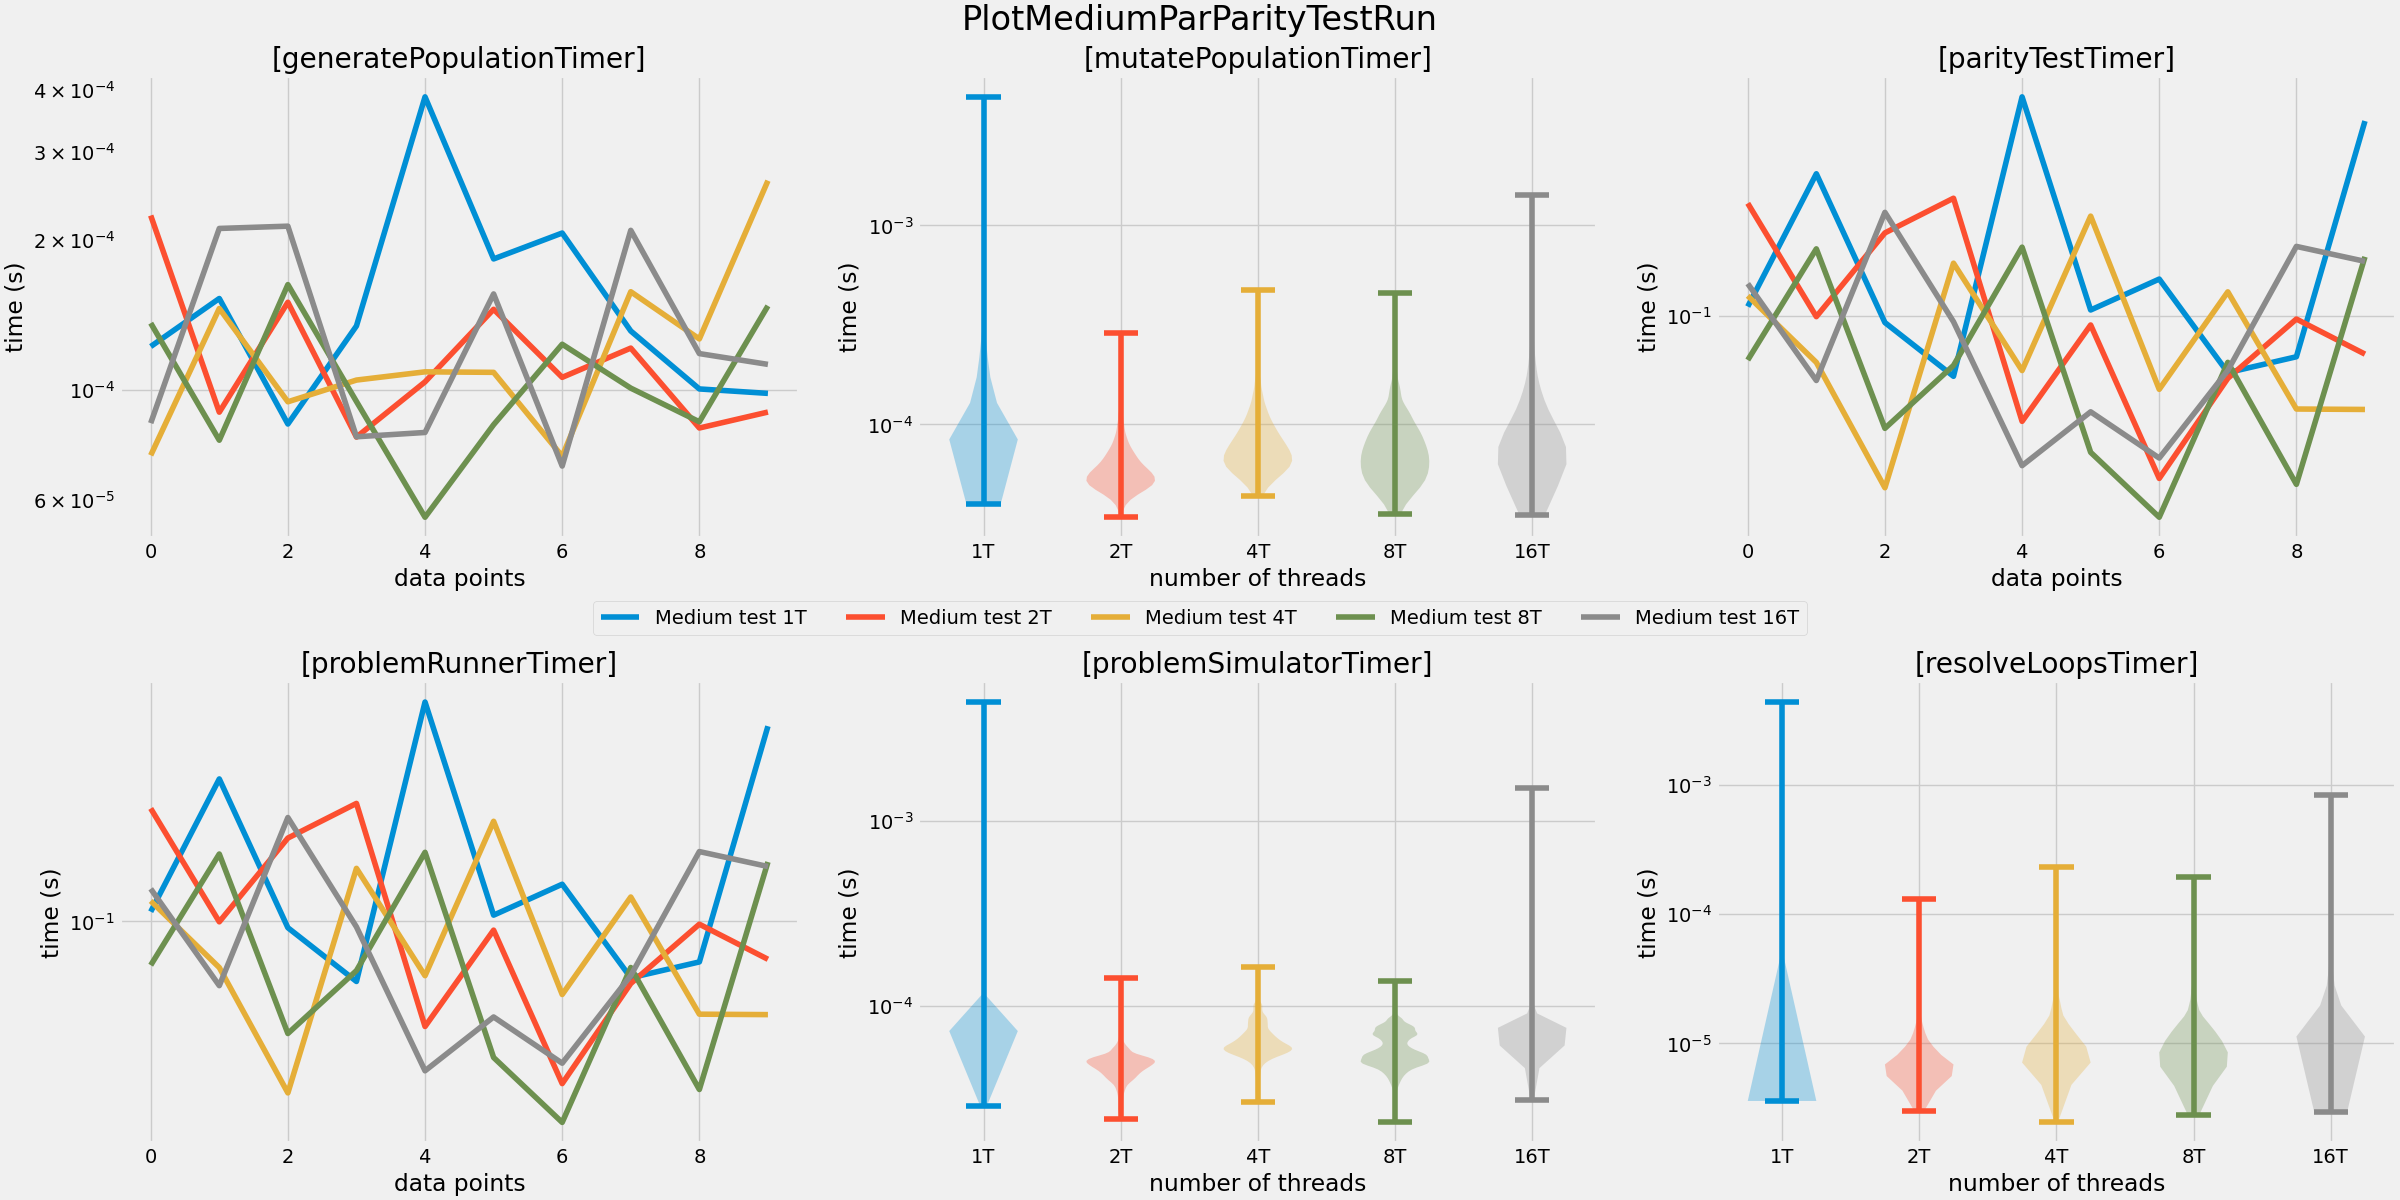 PlotMediumParParityTestRun
[generatePopulationTimer]
4 × 10⁻⁴
3 × 10⁻⁴
2 × 10⁻⁴
10⁻⁴
6 × 10⁻⁵
time (s)
0 2 4 6 8
data points
[mutatePopulationTimer]
10⁻³
10⁻⁴
time (s)
1T 2T 4T 8T 16T
number of threads
[parityTestTimer]
10⁻¹
time (s)
0 2 4 6 8
data points
Medium test 1T Medium test 2T Medium test 4T Medium test 8T Medium test 16T
[problemRunnerTimer]
10⁻¹
time (s)
0 2 4 6 8
data points
[problemSimulatorTimer]
10⁻³
10⁻⁴
time (s)
1T 2T 4T 8T 16T
number of threads
[resolveLoopsTimer]
10⁻³
10⁻⁴
10⁻⁵
time (s)
1T 2T 4T 8T 16T
number of threads